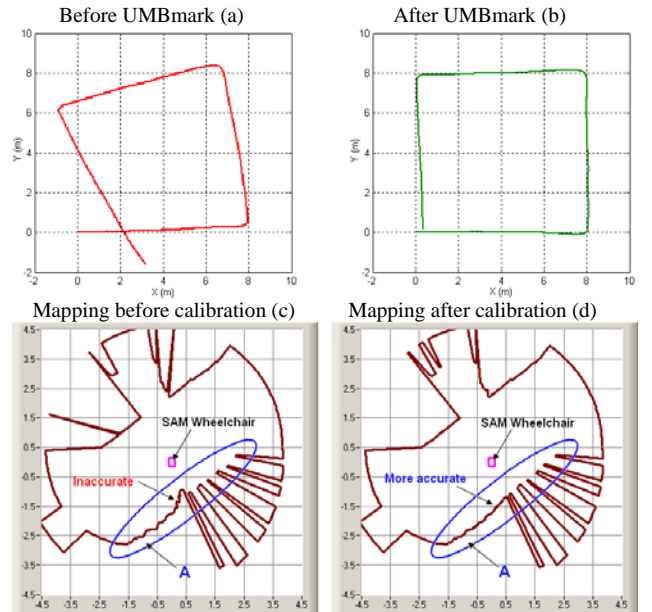 Before UMBmark (a)
After UMBmark (b)
10
8
6
4
2
0
-2
Y (m)
-2 0 2 4 6 8 10
X (m)
10
8
6
4
2
0
-2
Y (m)
-2 0 2 4 6 8 10
X (m)
Mapping before calibration (c)
Mapping after calibration (d)
4.5
3.5
2.5
1.5
0.5
-0.5
-1.5
-2.5
-3.5
-4.5
SAM Wheelchair
Inaccurate
A
-4.5 -3.5 -2.5 -1.5 -0.5 0.5 1.5 2.5 3.5 4.5
4.5
3.5
2.5
1.5
0.5
-0.5
-1.5
-2.5
-3.5
-4.5
SAM Wheelchair
More accurate
A
-4.5 -3.5 -2.5 -1.5 -0.5 0.5 1.5 2.5 3.5 4.5